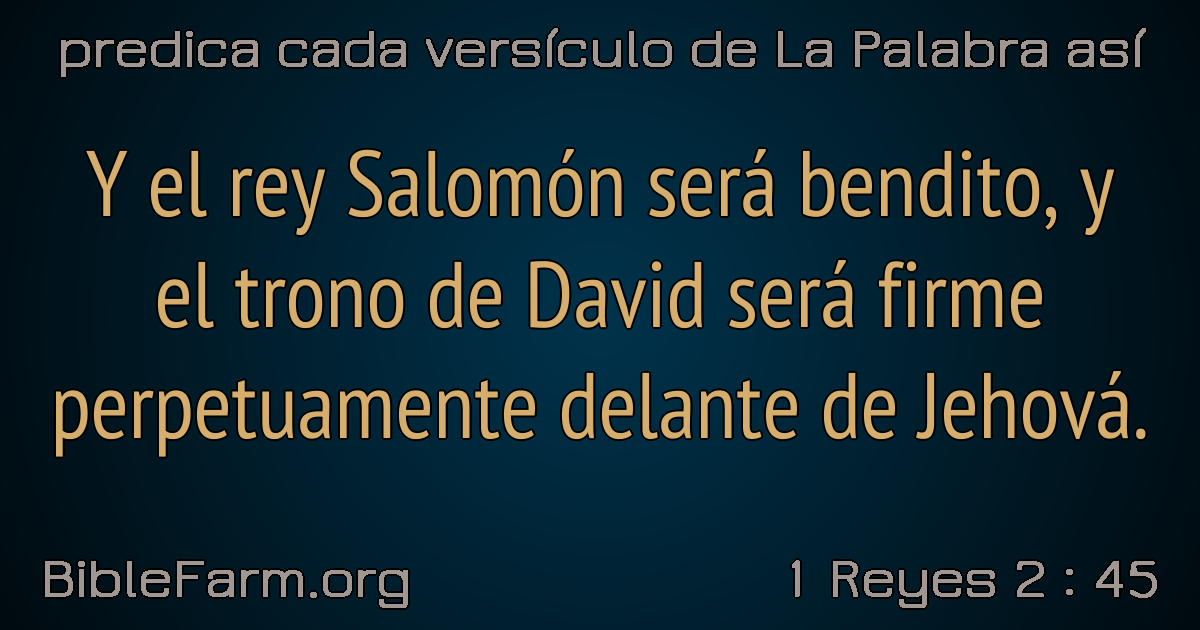 predica cada versículo de La Palabra así
Y el rey Salomón será bendito, y
el trono de David será firme
perpetuamente delante de Jehová.
BibleFarm.org
1 Reyes 2 : 45